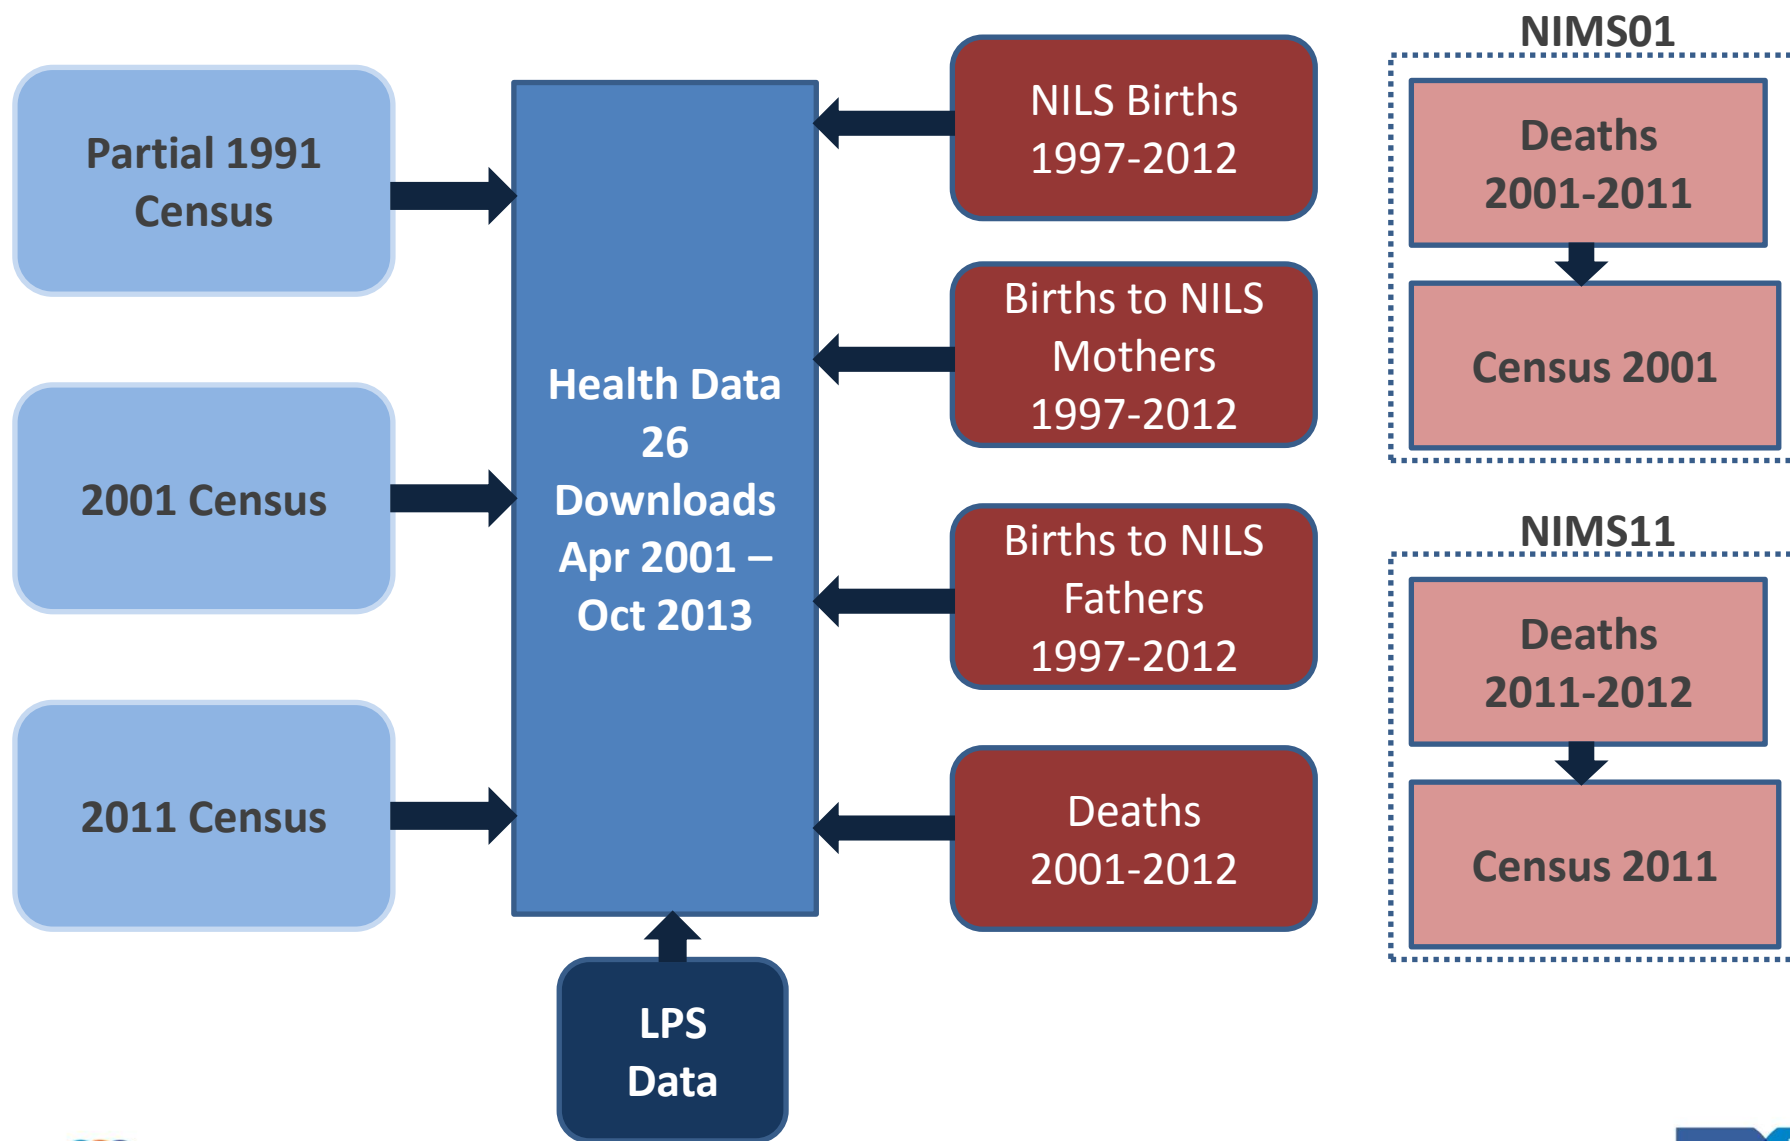 Partial 1991
Census
2001 Census
2011 Census
Health Data
26
Downloads
Apr 2001 –
Oct 2013
LPS
Data
NILS Births
1997-2012
Births to NILS
Mothers
1997-2012
Births to NILS
Fathers
1997-2012
Deaths
2001-2012
NIMS01
Deaths
2001-2011
Census 2001
NIMS11
Deaths
2011-2012
Census 2011